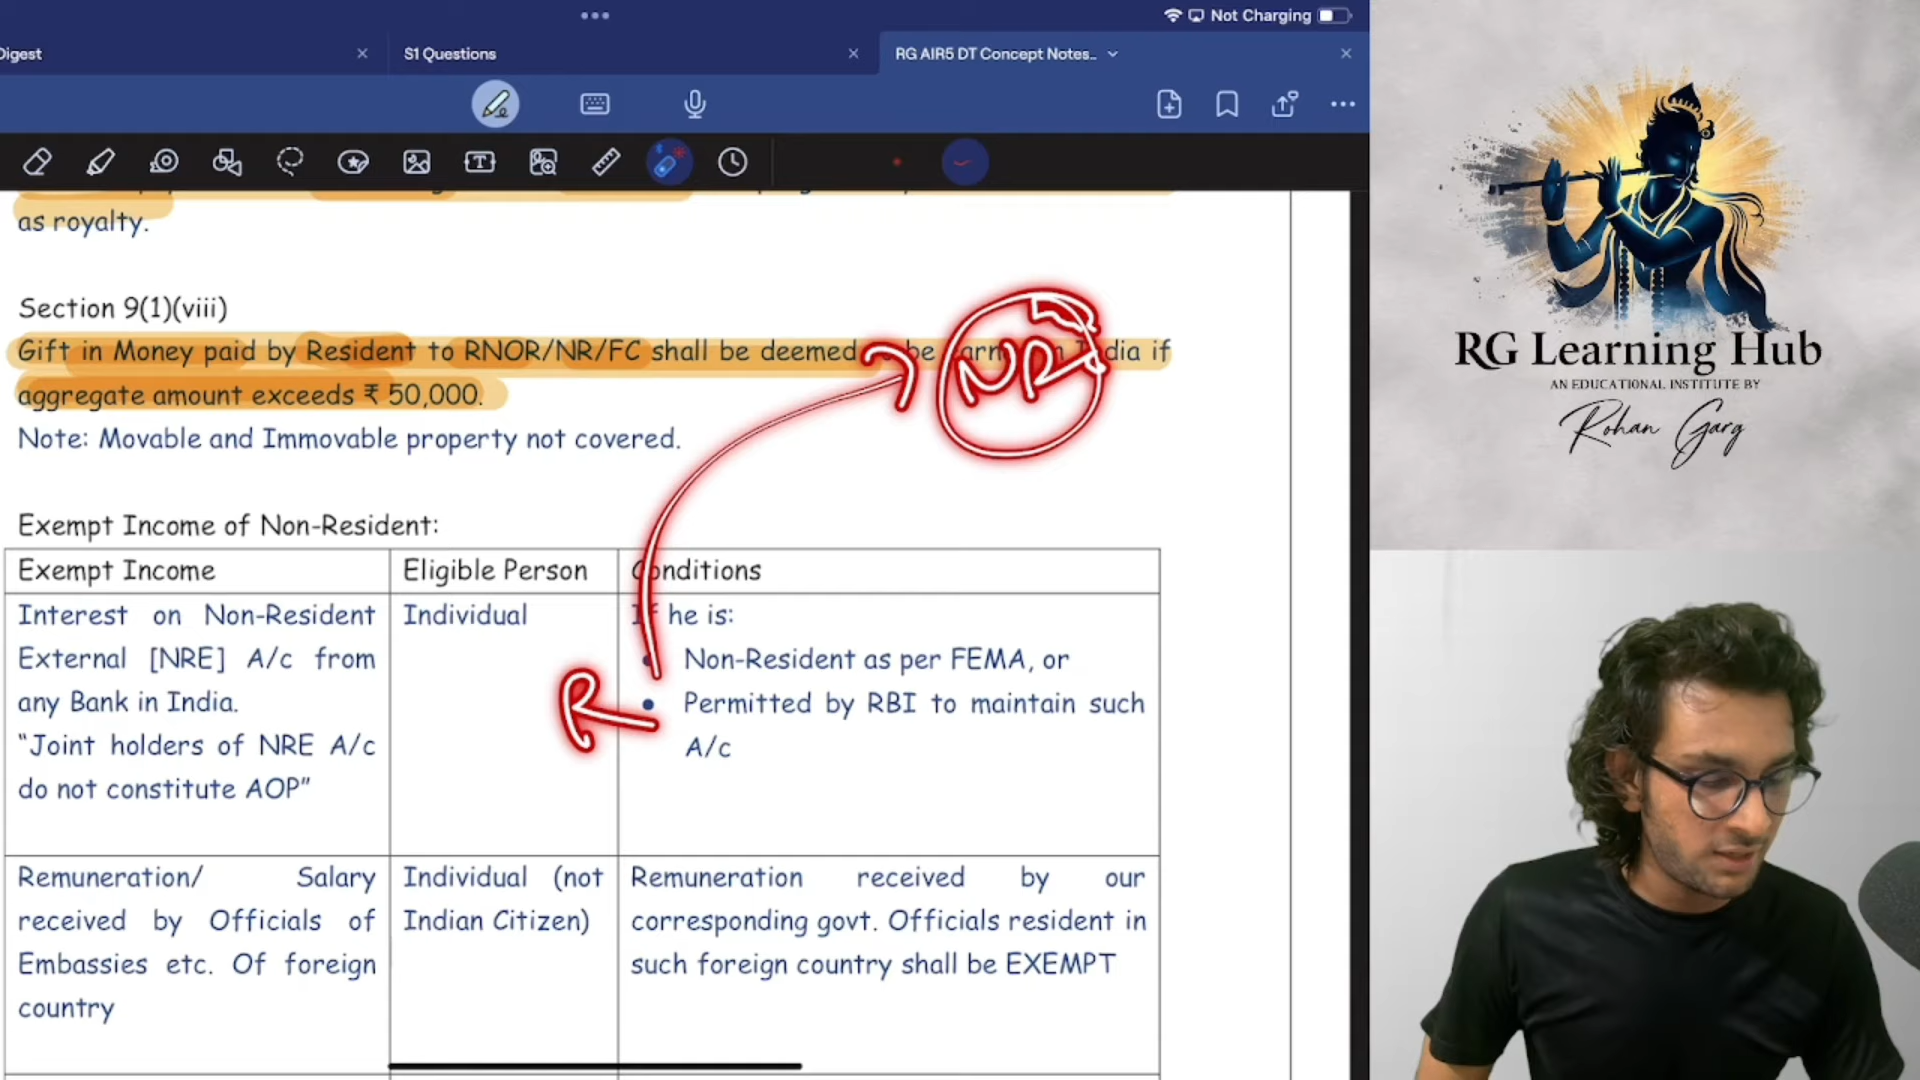 Not Charging
Digest
S1 Questions
RG AIR5 DT Concept Notes..
as royalty.
Section 9(1)(viii)
Gift in Money paid by Resident to RNOR/NR/FC shall be deemed be India if
aggregate amount exceeds ₹ 50,000.
NR
Note: Movable and Immovable property not covered.
Exempt Income of Non-Resident:
Exempt Income Eligible Person Conditions
Interest on Non-Resident Individual If he is:
External [NRE] A/c from Non-Resident as per FEMA, or
any Bank in India. R Permitted by RBI to maintain such
"Joint holders of NRE A/c A/c
do not constitute AOP"
Remuneration/ Salary Individual (not Remuneration received by our
received by Officials of Indian Citizen) corresponding govt. Officials resident in
Embassies etc. Of foreign such foreign country shall be EXEMPT
country
RG Learning Hub
AN EDUCATIONAL INSTITUTE BY
Rohan Garg